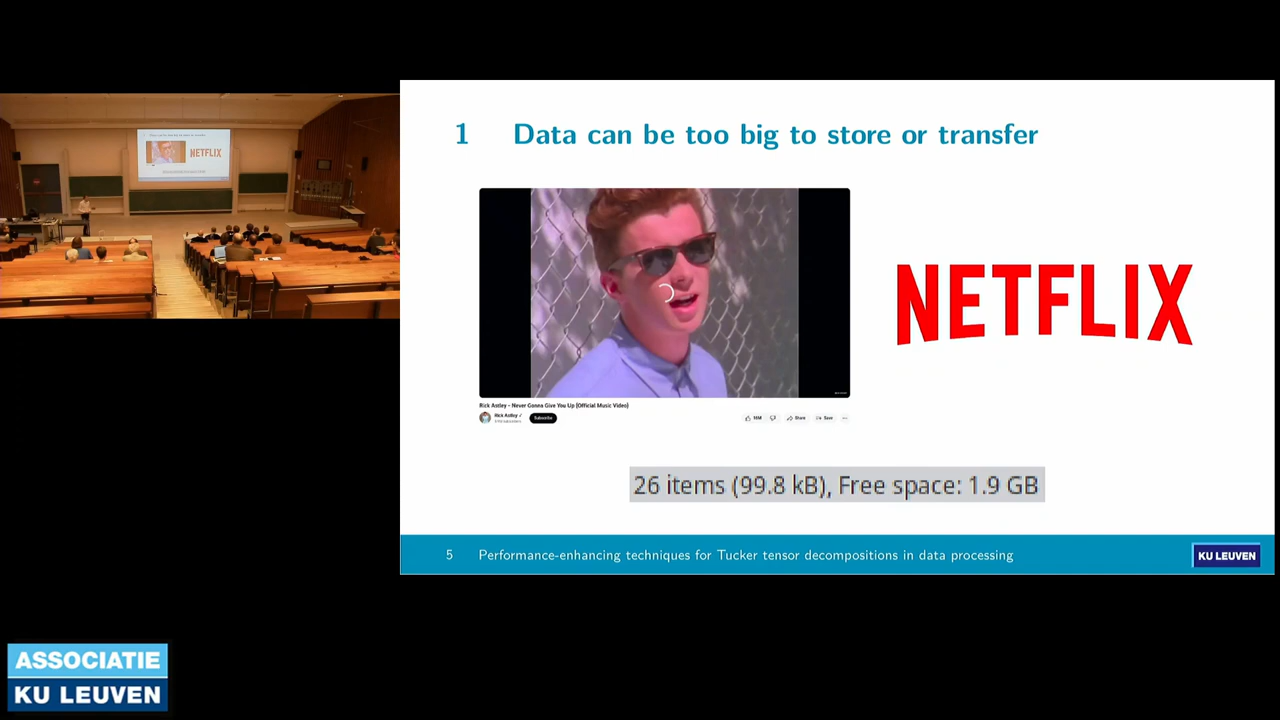 1 Data can be too big to store or transfer
NETFLIX
Rick Astley - Never Gonna Give You Up (Official Music Video)
Rick Astley
Subscribe
Share
Save
26 items (99.8 kB), Free space: 1.9 GB
5 Performance-enhancing techniques for Tucker tensor decompositions in data processing
KU LEUVEN
NETFLIX
ASSOCIATIE
KU LEUVEN